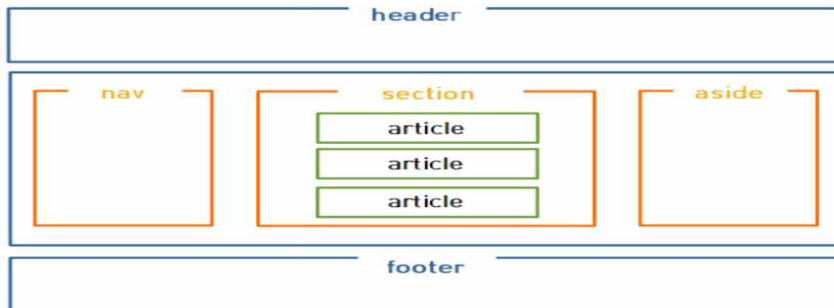 header
nav section aside
article
article
article
footer